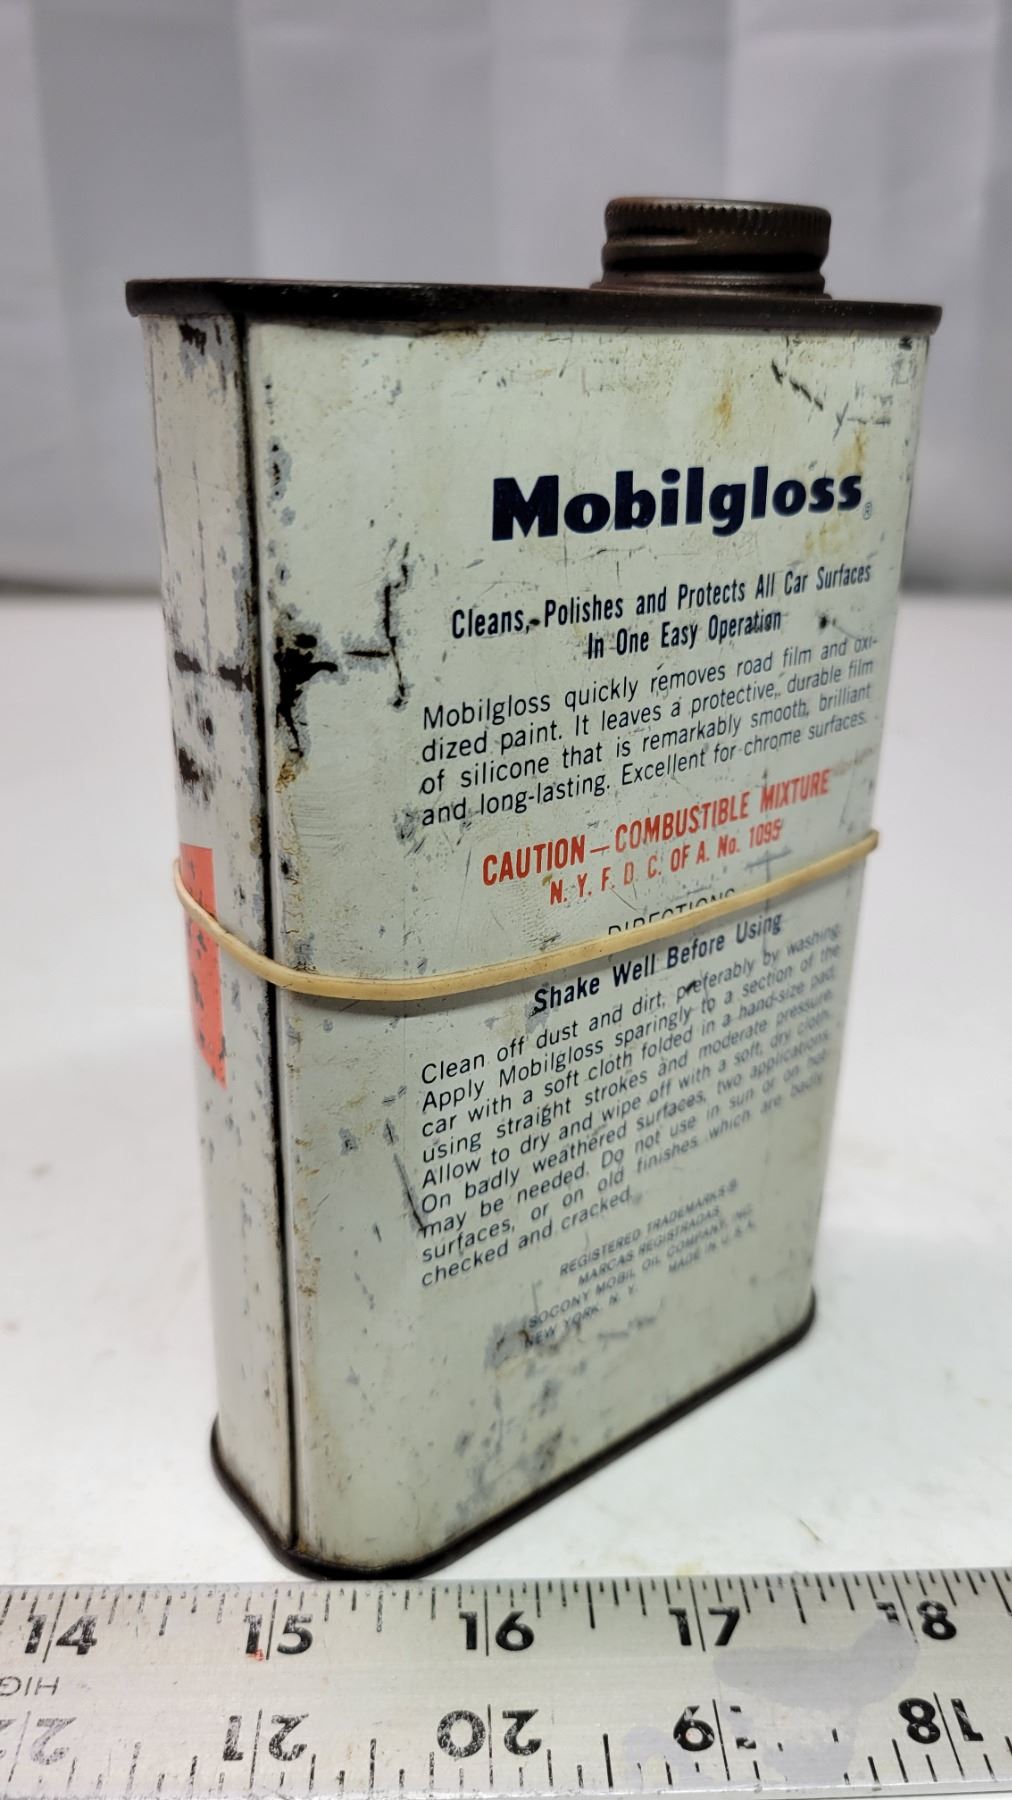 Mobilgloss®
Cleans, Polishes and Protects All Car Surfaces
In One Easy Operation
Mobilgloss quickly removes road film and oxi-
dized paint. It leaves a protective, durable film
of silicone that is remarkably smooth, brilliant
and long-lasting. Excellent for chrome surfaces.
CAUTION—COMBUSTIBLE MIXTURE
N. Y. F. D. C. OF A. No. 1095
DIRECTIONS
Shake Well Before Using
Clean off dust and dirt, preferably by washing.
Apply Mobilgloss sparingly to a section of the
car with a soft cloth folded in a hand-size pad,
using straight strokes and moderate pressure.
Allow to dry and wipe off with a soft, dry cloth.
On badly weathered surfaces, two applications
may be needed. Do not use in sun or on hot
surfaces, or on old finishes which are badly
checked and cracked.
REGISTERED TRADEMARKS®
MARCAS REGISTRADAS
SOCONY MOBIL OIL COMPANY, INC.
NEW YORK, N. Y. MADE IN U. S. A.
14 15 16 17 18
HIG
22 21 20 19 18